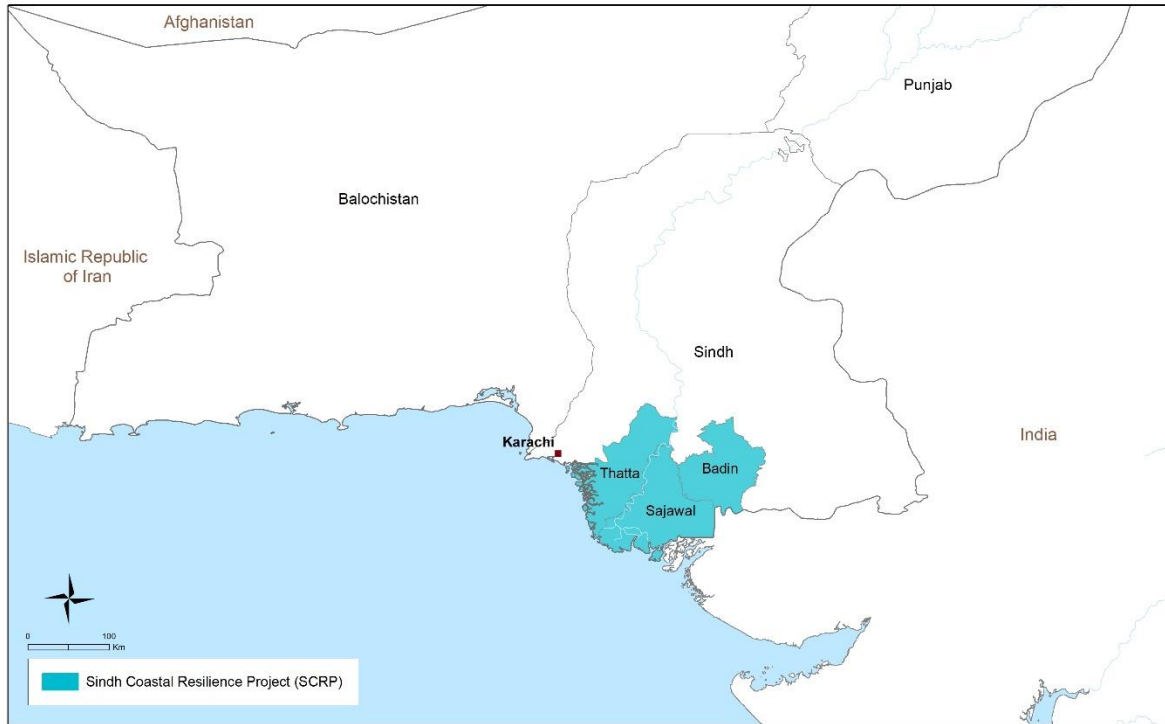 Afghanistan
Punjab
Balochistan
Islamic Republic
of Iran
Sindh
Karachi
India
Thatta
Badin
Sajawal
0 100
Km
Sindh Coastal Resilience Project (SCRP)